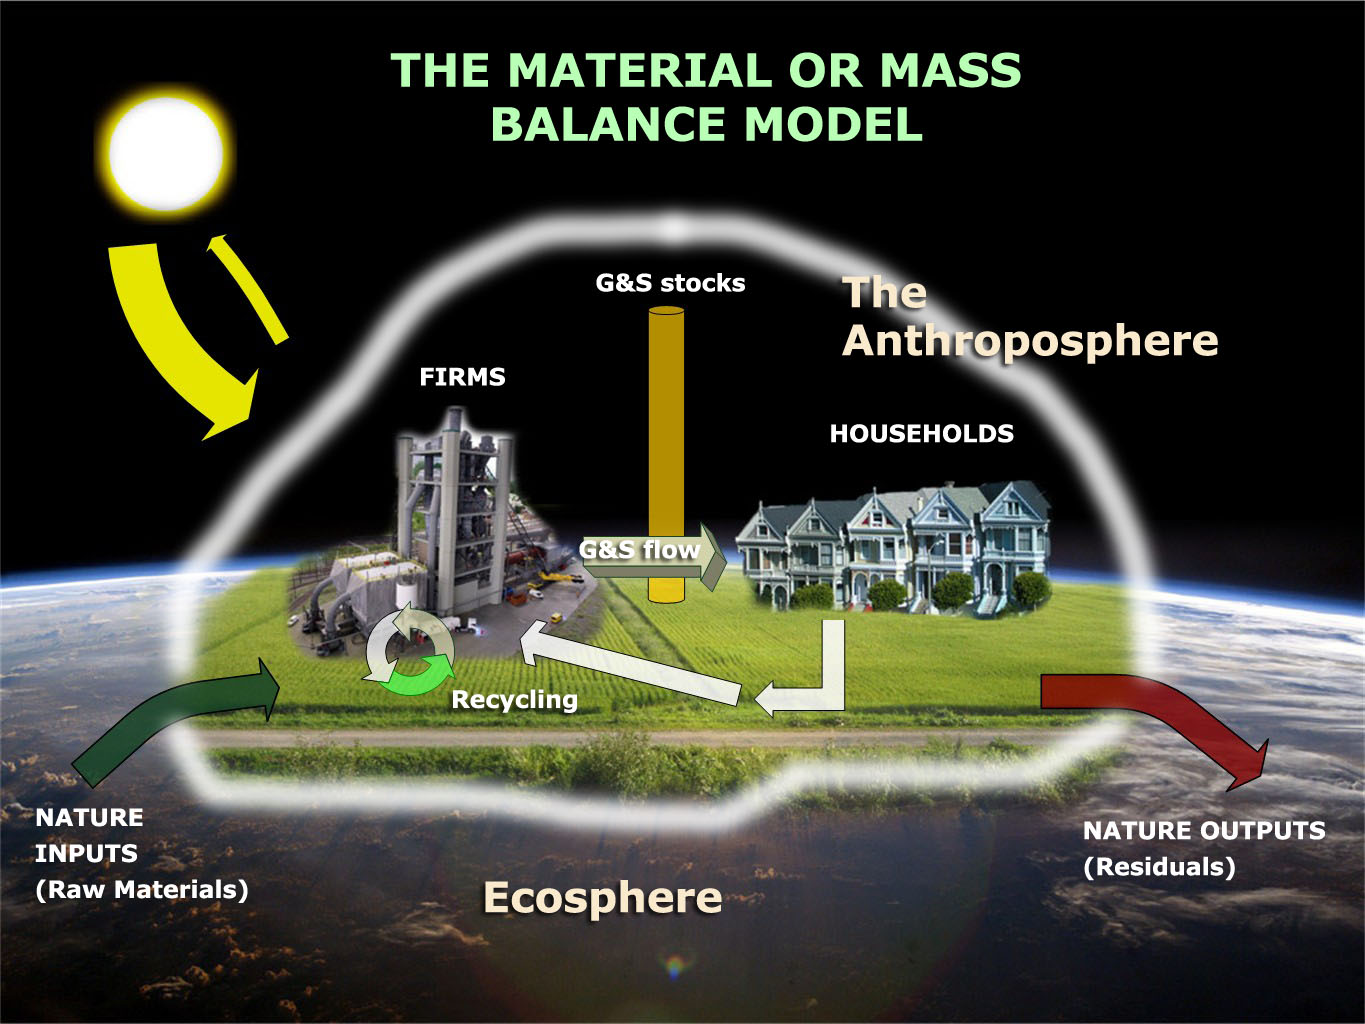 THE MATERIAL OR MASS
BALANCE MODEL
G&S stocks
The
Anthroposphere
FIRMS
HOUSEHOLDS
G&S flow
Recycling
NATURE
INPUTS
(Raw Materials)
NATURE OUTPUTS
(Residuals)
Ecosphere